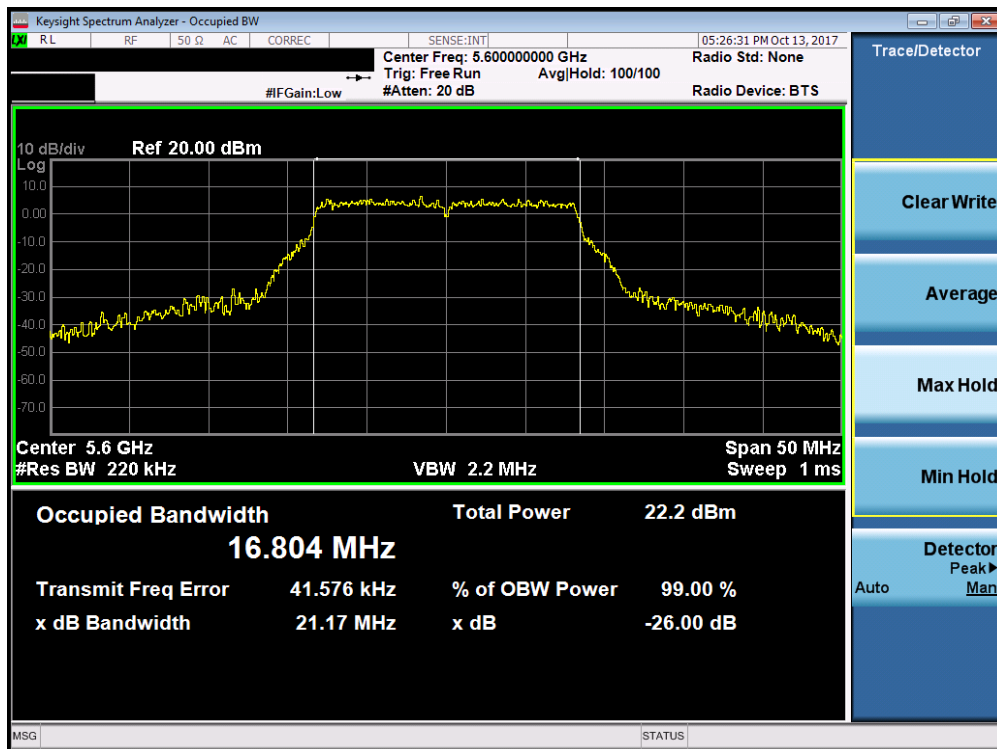 Keysight Spectrum Analyzer - Occupied BW
LXI RL RF 50 Ω AC CORREC SENSE:INT 05:26:31 PM Oct 13, 2017
Center Freq: 5.600000000 GHz Radio Std: None
Trig: Free Run Avg|Hold: 100/100
#IFGain:Low #Atten: 20 dB Radio Device: BTS
10 dB/div Ref 20.00 dBm
Log
10.0
0.00
-10.0
-20.0
-30.0
-40.0
-50.0
-60.0
-70.0
Center 5.6 GHz Span 50 MHz
#Res BW 220 kHz VBW 2.2 MHz Sweep 1 ms
Occupied Bandwidth Total Power 22.2 dBm
16.804 MHz
Transmit Freq Error 41.576 kHz % of OBW Power 99.00 %
x dB Bandwidth 21.17 MHz x dB -26.00 dB
MSG STATUS
Trace/Detector
Clear Write
Average
Max Hold
Min Hold
Detector
Peak▶
Auto Man